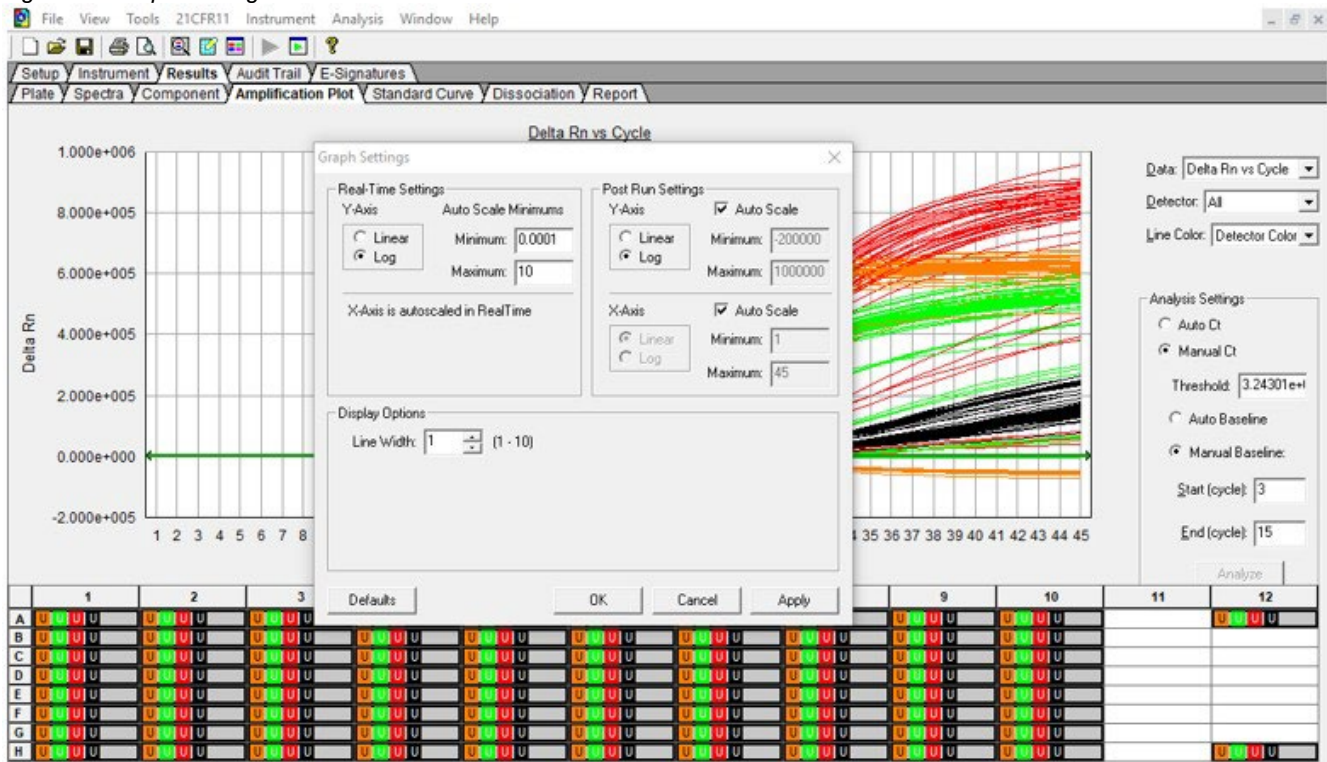 File View Tools 21CFR11 Instrument Analysis Window Help
Setup Instrument Results Audit Trail E-Signatures
Plate Spectra Component Amplification Plot Standard Curve Dissociation Report
Delta Rn vs Cycle
Delta Rn
1.000e+006
8.000e+005
6.000e+005
4.000e+005
2.000e+005
0.000e+000
-2.000e+005
1 2 3 4 5 6 7 8
35 36 37 38 39 40 41 42 43 44 45
Graph Settings
Real-Time Settings
Y-Axis Auto Scale Minimums
Linear Minimum: 0.0001
Log
Maximum: 10
X-Axis is autoscaled in RealTime
Post Run Settings
Y-Axis Auto Scale
Linear Minimum: -200000
Log
Maximum: 1000000
X-Axis Auto Scale
Linear Minimum: 1
Log
Maximum: 45
Display Options
Line Width: 1 (1 - 10)
Defaults OK Cancel Apply
Data: Delta Rn vs Cycle
Detector: All
Line Color: Detector Color
Analysis Settings
Auto Ct
Manual Ct
Threshold: 3.24301e+
Auto Baseline
Manual Baseline:
Start (cycle): 3
End (cycle): 15
Analyze
1 2 3 9 10 11 12
A U U U U U U U U U U U U U U U U U U U U U U U U
B U U U U U U U U U U U U U U U U U U U U U U U U U U U U U U U U U U U U U U U U
C U U U U U U U U U U U U U U U U U U U U U U U U U U U U U U U U U U U U U U U U
D U U U U U U U U U U U U U U U U U U U U U U U U U U U U U U U U U U U U U U U U
E U U U U U U U U U U U U U U U U U U U U U U U U U U U U U U U U U U U U U U U U
F U U U U U U U U U U U U U U U U U U U U U U U U U U U U U U U U U U U U U U U U
G U U U U U U U U U U U U U U U U U U U U U U U U U U U U U U U U U U U U U U U U
H U U U U U U U U U U U U U U U U U U U U U U U U U U U U U U U U U U U U U U U U U U U U